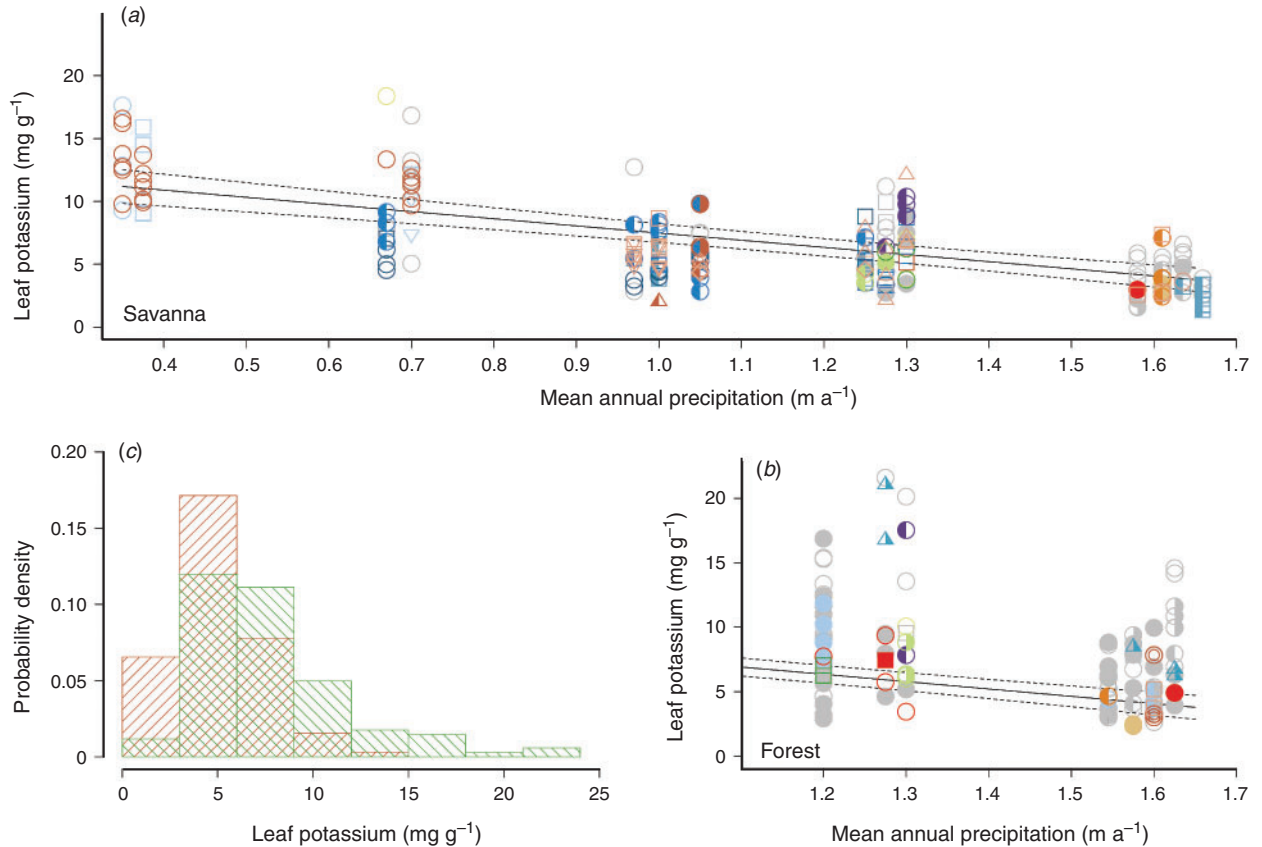 (a)
20
15
10
5
0
Leaf potassium (mg g⁻¹)
Savanna
0.4 0.5 0.6 0.7 0.8 0.9 1.0 1.1 1.2 1.3 1.4 1.5 1.6 1.7
Mean annual precipitation (m a⁻¹)
(c)
0.20
0.15
0.10
0.05
0
Probability density
0 5 10 15 20 25
Leaf potassium (mg g⁻¹)
(b)
20
15
10
5
0
Leaf potassium (mg g⁻¹)
Forest
1.2 1.3 1.4 1.5 1.6 1.7
Mean annual precipitation (m a⁻¹)